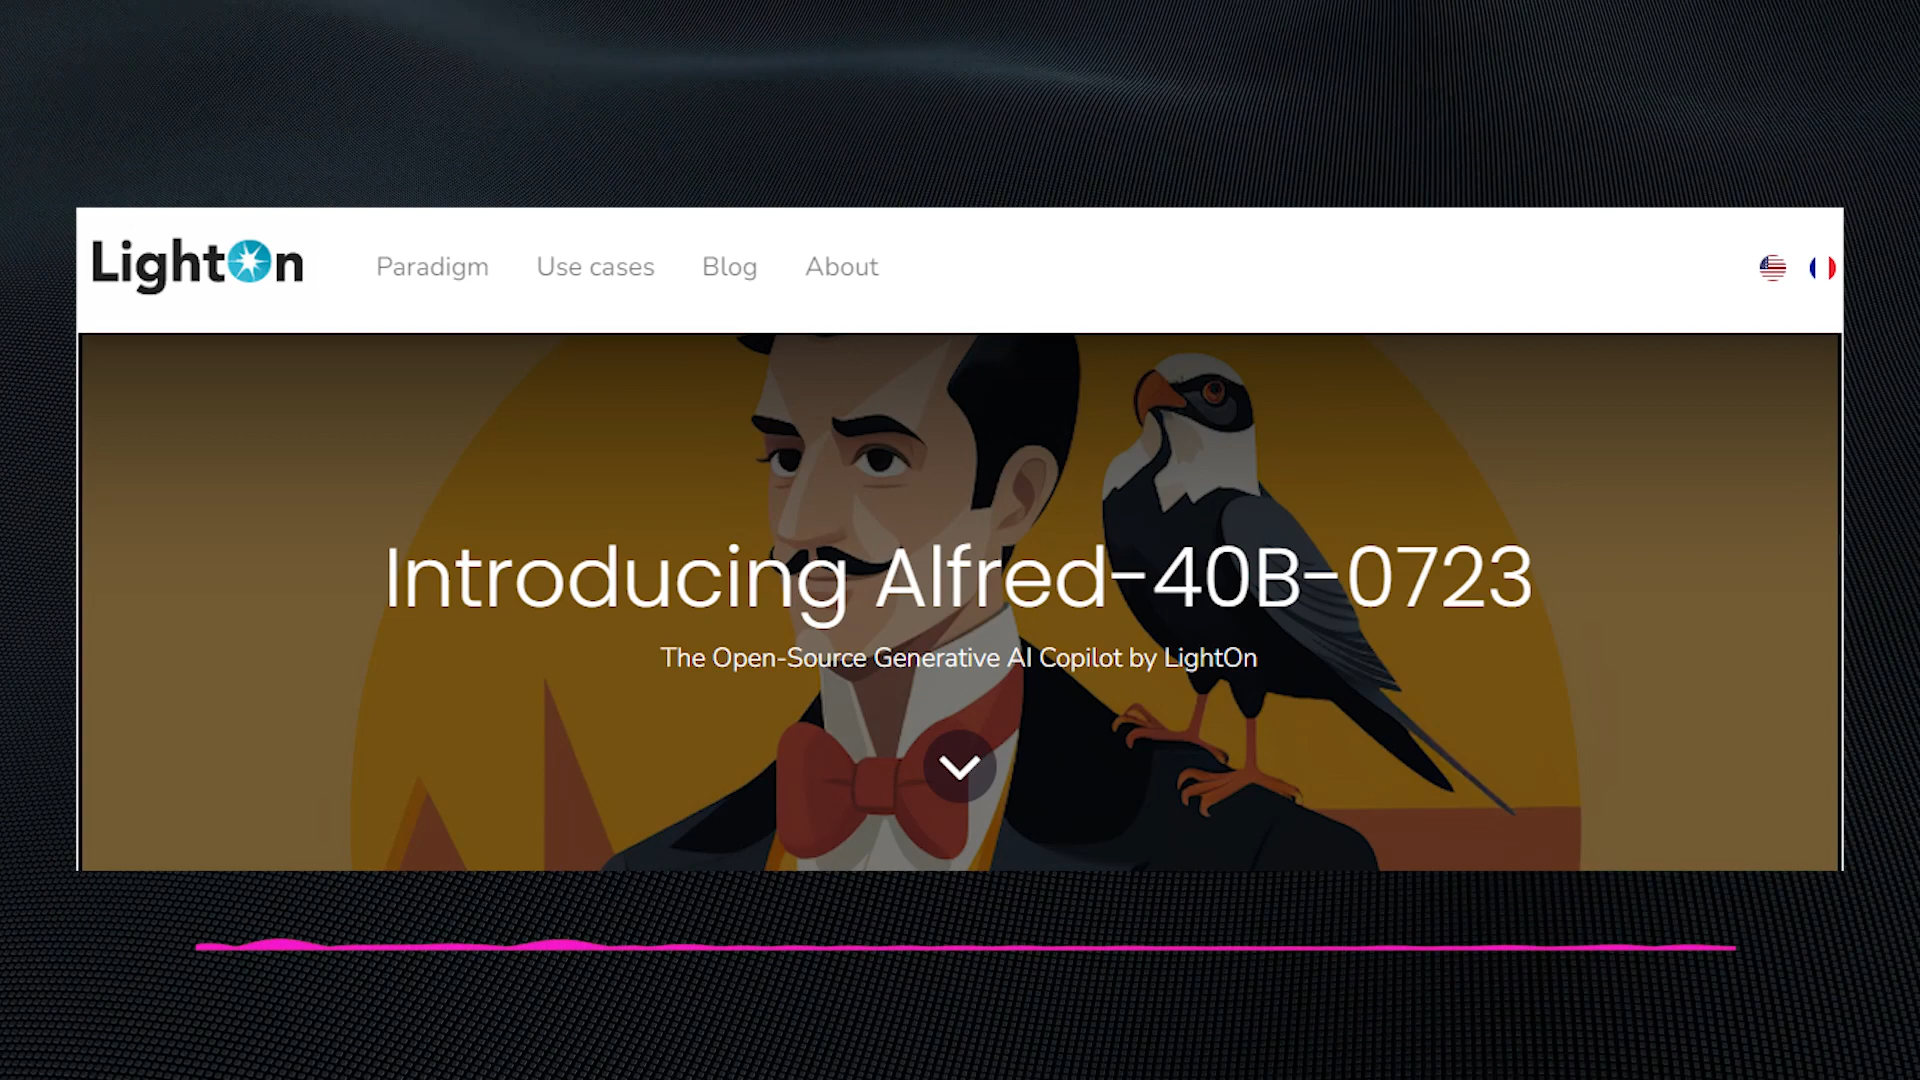 LightOn
Paradigm Use cases Blog About
Introducing Alfred-40B-0723
The Open-Source Generative AI Copilot by LightOn